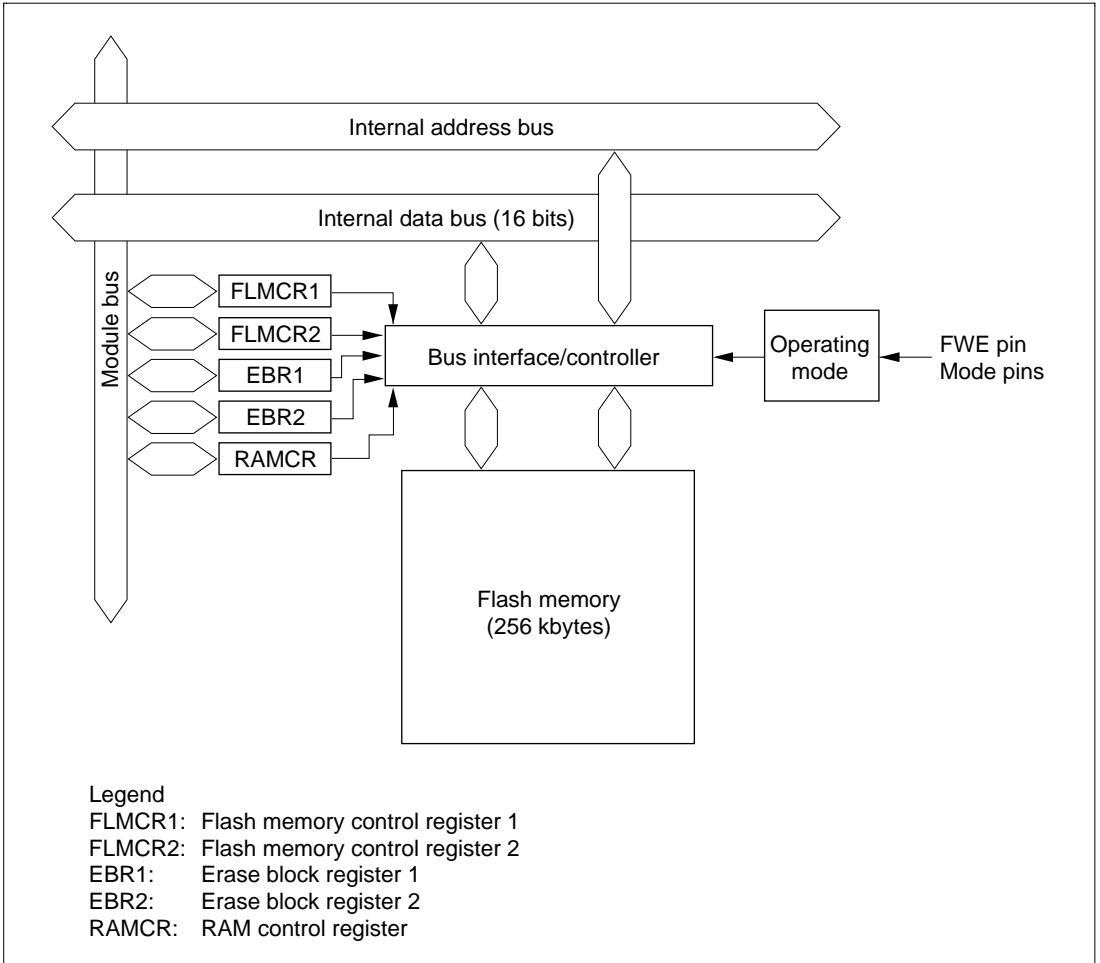 Internal address bus
Internal data bus (16 bits)
Module bus
FLMCR1
FLMCR2
EBR1
EBR2
RAMCR
Bus interface/controller
Operating
mode
FWE pin
Mode pins
Flash memory
(256 kbytes)
Legend
FLMCR1: Flash memory control register 1
FLMCR2: Flash memory control register 2
EBR1: Erase block register 1
EBR2: Erase block register 2
RAMCR: RAM control register